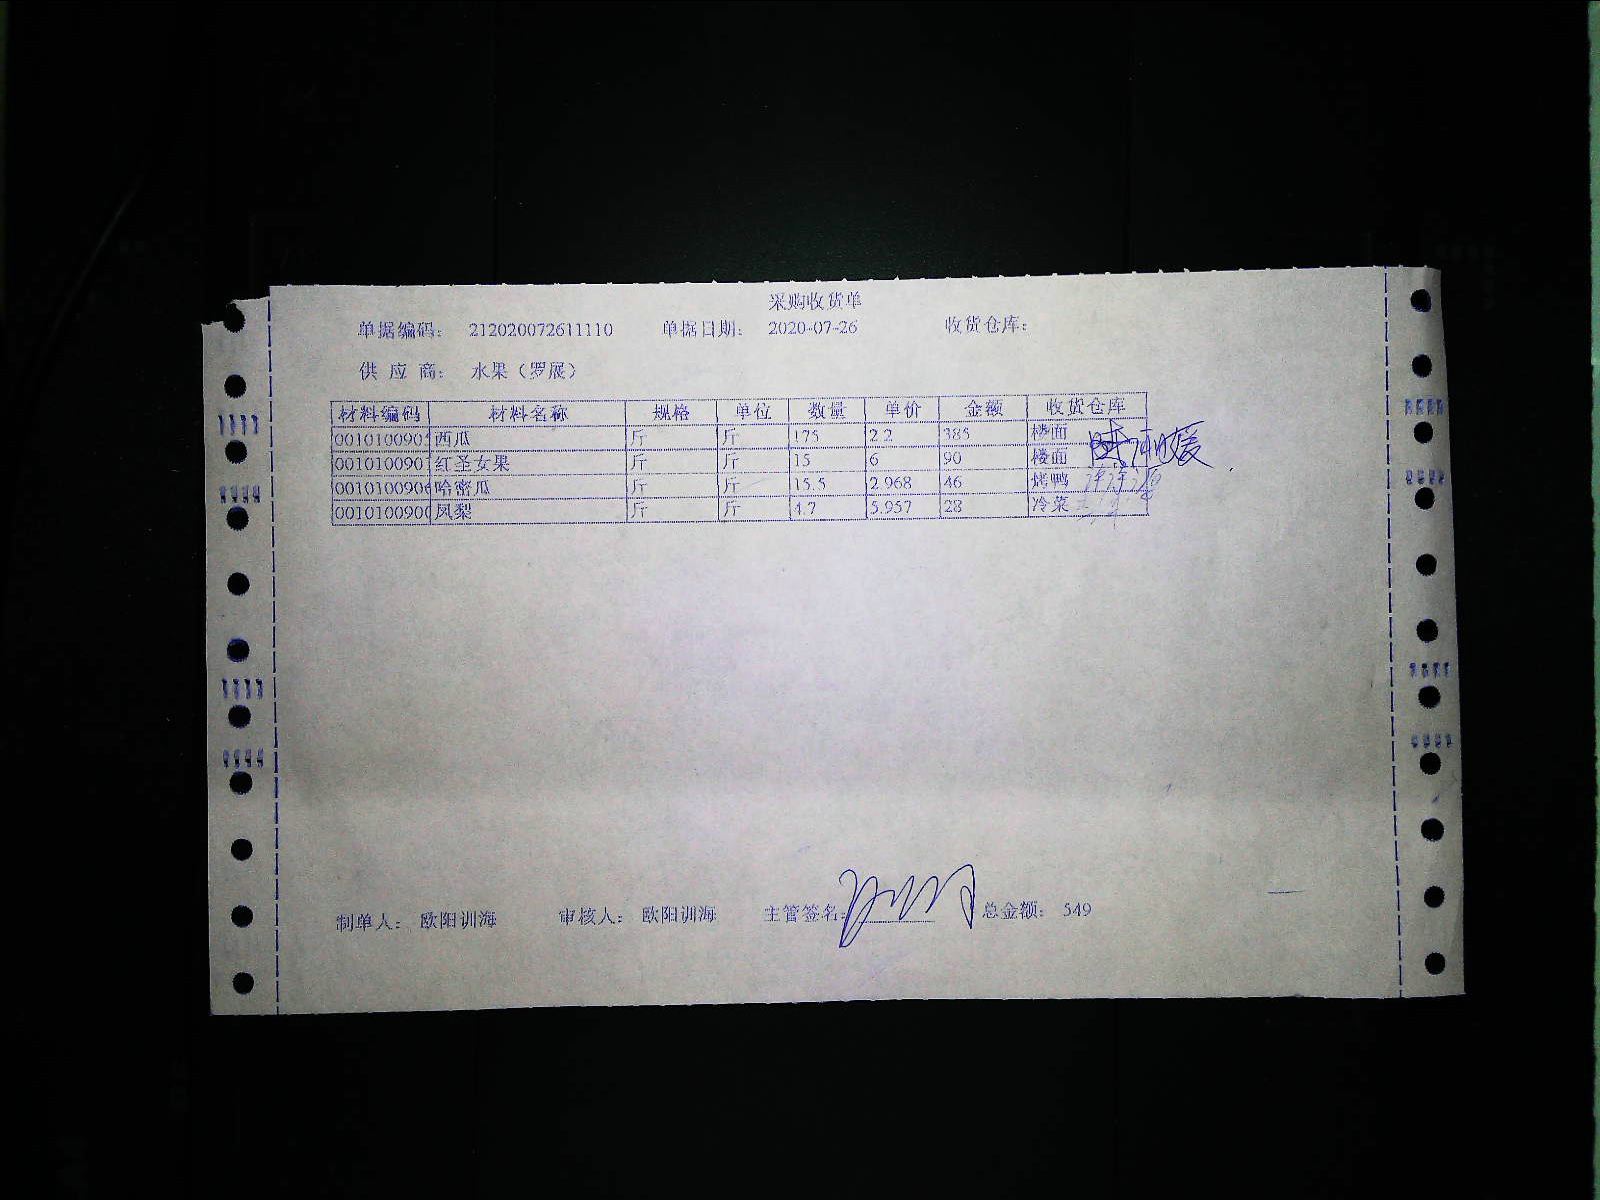 采购收货单
单据编码： 212020072611110 单据日期： 2020-07-26 收货仓库：
供 应 商： 水果（罗展）
材料编码 材料名称 规格 单位 数量 单价 金额 收货仓库
0010100905 西瓜 斤 斤 175 2.2 385 楼面
001010090 红圣女果 斤 斤 15 6 90 楼面
001010090 哈密瓜 斤 斤 15.5 2.968 46 烤鸭
001010090 凤梨 斤 斤 4.7 5.957 28 冷菜
制单人： 欧阳训海 审核人： 欧阳训海 主管签名： 总金额： 549